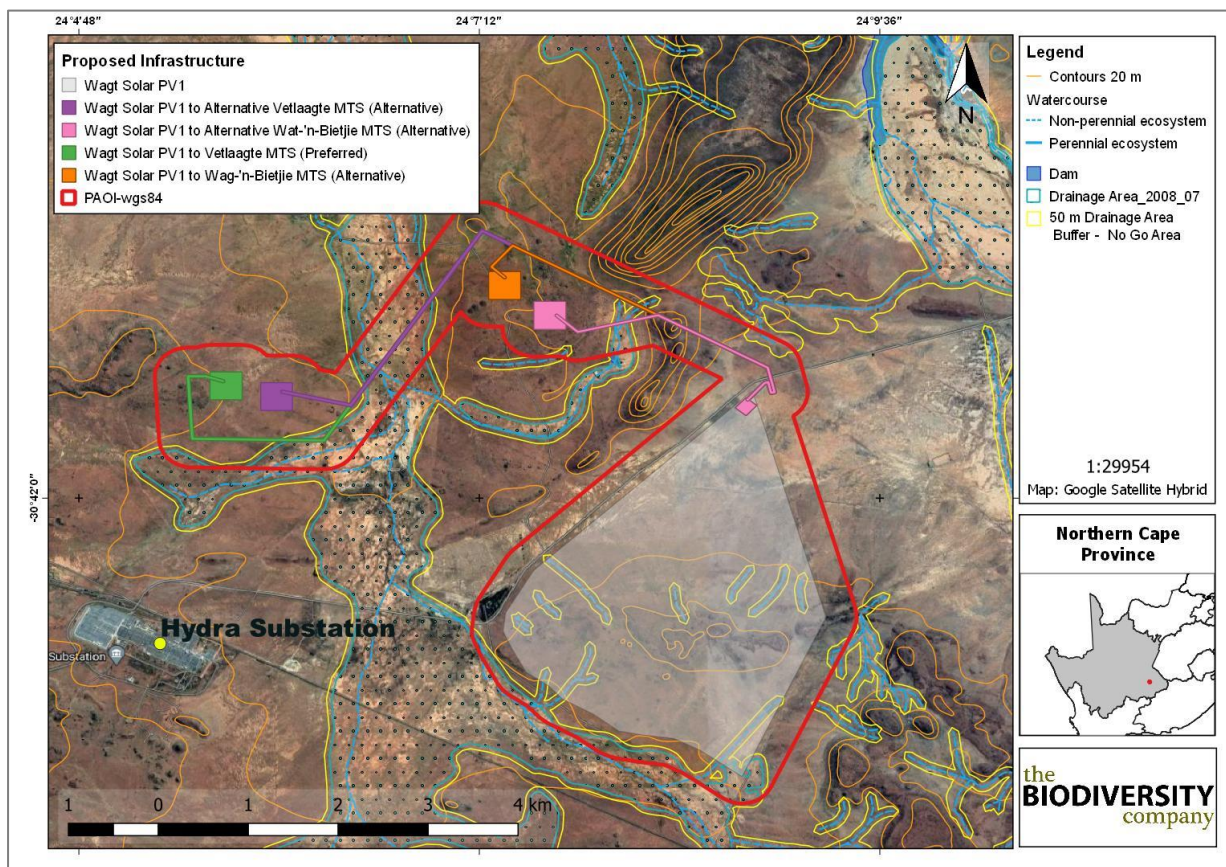 24°4'48"
24°7'12"
24°9'36"
Proposed Infrastructure
Wagt Solar PV1
Wagt Solar PV1 to Alternative Vetlaagte MTS (Alternative)
Wagt Solar PV1 to Alternative Wat-'n-Bietjie MTS (Alternative)
Wagt Solar PV1 to Vetlaagte MTS (Preferred)
Wagt Solar PV1 to Wag-'n-Bietjie MTS (Alternative)
PAOI-wgs84
N
Legend
Contours 20 m
Watercourse
Non-perennial ecosystem
Perennial ecosystem
Dam
Drainage Area_2008_07
50 m Drainage Area
Buffer - No Go Area
-30°42'0"
1:29954
Map: Google Satellite Hybrid
Northern Cape
Province
Hydra Substation
Substation
1 0 1 2 3 4 km
the
BIODIVERSITY
company